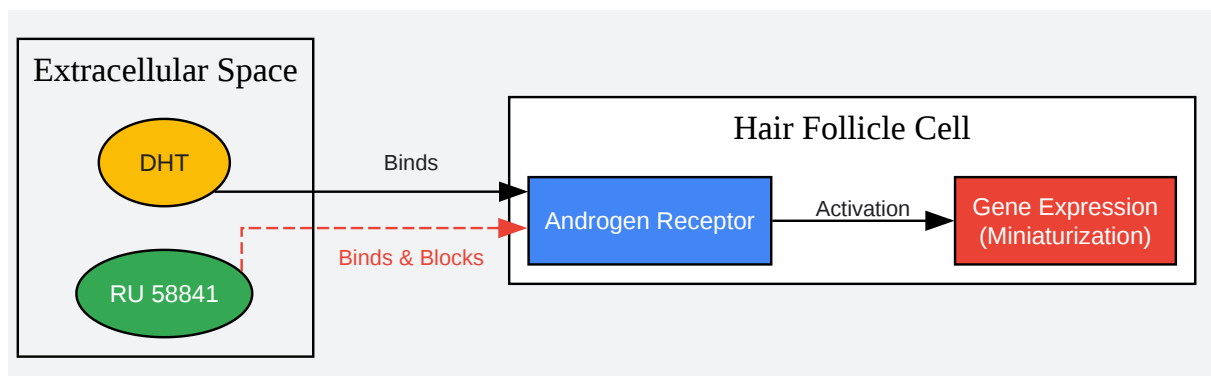 Extracellular Space
DHT
RU 58841
Binds
Binds & Blocks
Hair Follicle Cell
Androgen Receptor
Activation
Gene Expression
(Miniaturization)